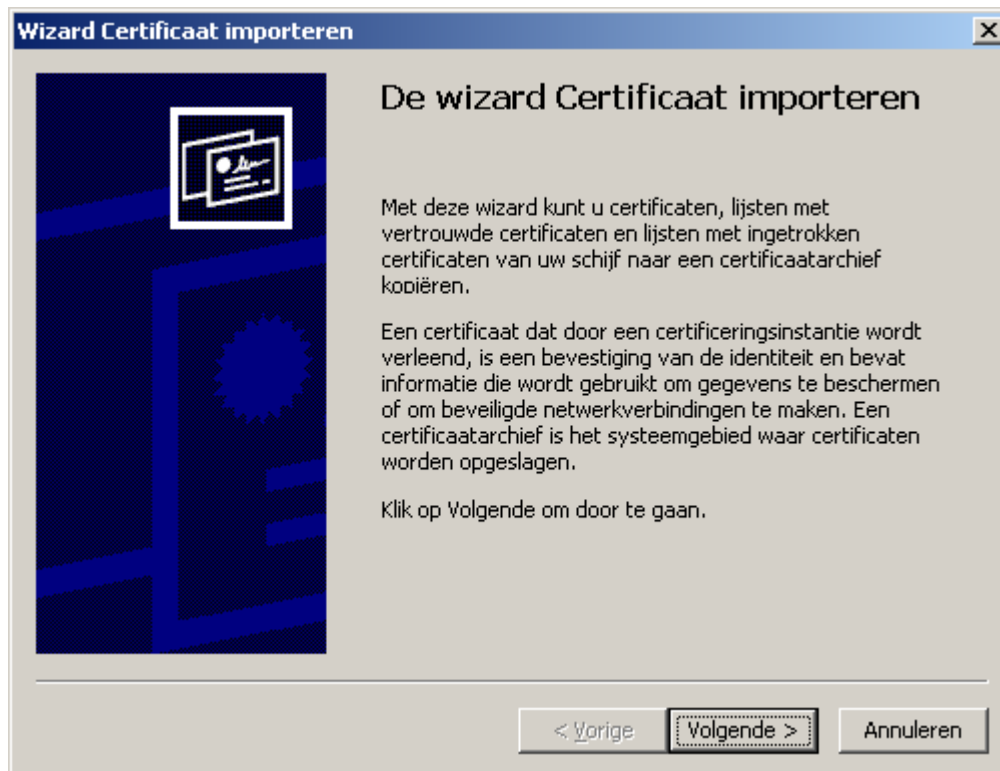 Wizard Certificaat importeren
De wizard Certificaat importeren
Met deze wizard kunt u certificaten, lijsten met
vertrouwde certificaten en lijsten met ingetrokken
certificaten van uw schijf naar een certificaatarchief
kopiëren.
Een certificaat dat door een certificeringsinstantie wordt
verleend, is een bevestiging van de identiteit en bevat
informatie die wordt gebruikt om gegevens te beschermen
of om beveiligde netwerkverbindingen te maken. Een
certificaatarchief is het systeemgebied waar certificaten
worden opgeslagen.
Klik op Volgende om door te gaan.
< Vorige Volgende > Annuleren